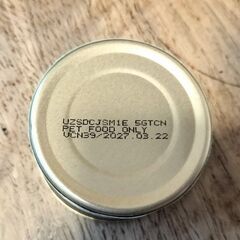 UZSDCJSM1E 5GTCN
PET FOOD ONLY
VCN39/2027.03.22